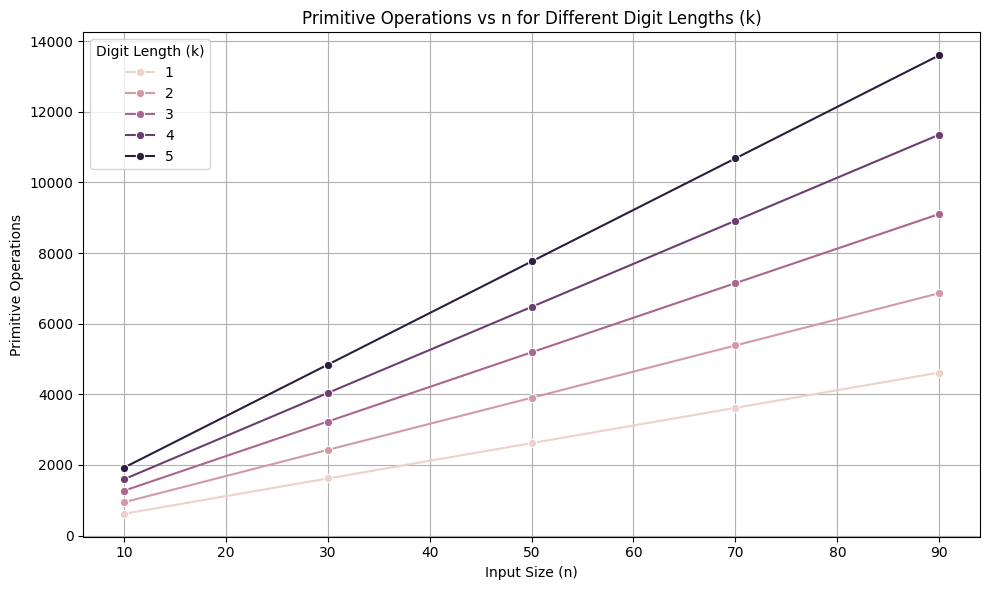 Primitive Operations vs n for Different Digit Lengths (k)
Digit Length (k)
1
2
3
4
5
Primitive Operations
14000
12000
10000
8000
6000
4000
2000
0
10 20 30 40 50 60 70 80 90
Input Size (n)